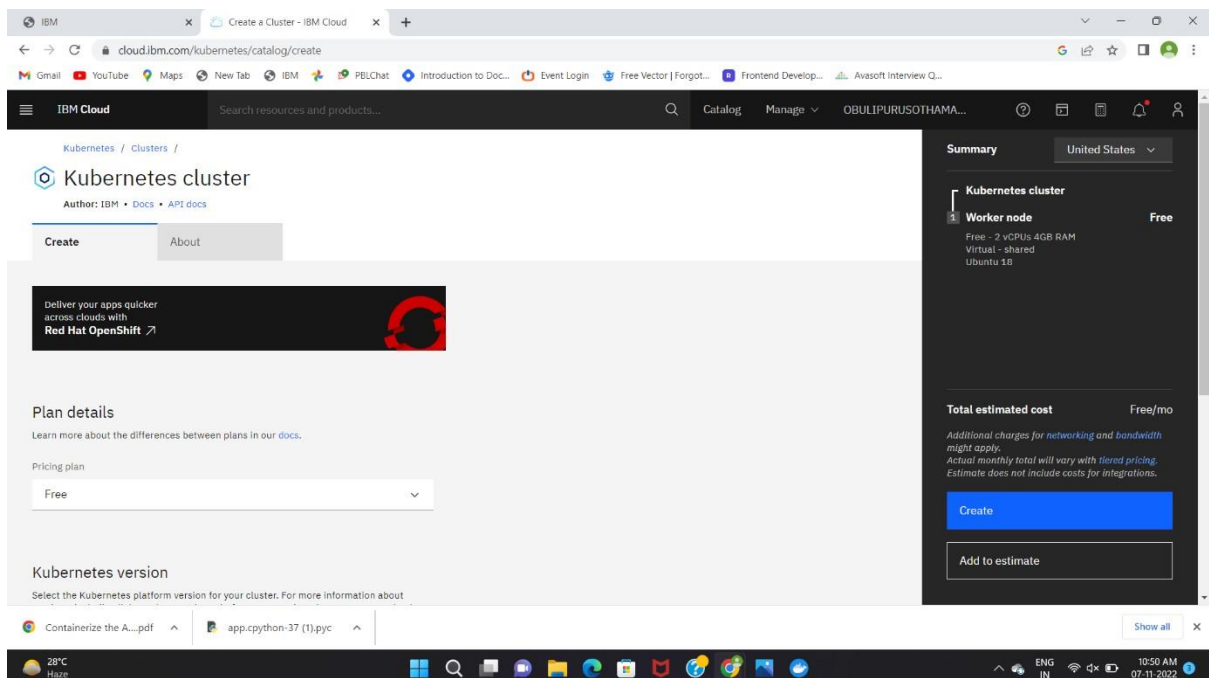 IBM
Create a Cluster - IBM Cloud
cloud.ibm.com/kubernetes/catalog/create
Gmail YouTube Maps New Tab IBM PBLChat Introduction to Doc... Event Login Free Vector | Forgot... Frontend Develop... Avasoft Interview Q...
IBM Cloud Search resources and products... Catalog Manage OBULIPURUSOTHAMA...
Kubernetes / Clusters /
Kubernetes cluster
Author: IBM • Docs • API docs
Create About
Deliver your apps quicker
across clouds with
Red Hat OpenShift
Plan details
Learn more about the differences between plans in our docs.
Pricing plan
Free
Kubernetes version
Select the Kubernetes platform version for your cluster. For more information about
Summary United States
Kubernetes cluster
1 Worker node Free
Free - 2 vCPUs 4GB RAM
Virtual - shared
Ubuntu 18
Total estimated cost Free/mo
Additional charges for networking and bandwidth
might apply.
Actual monthly total will vary with tiered pricing.
Estimate does not include costs for integrations.
Create
Add to estimate
Containerize the A....pdf app.cpython-37 (1).pyc Show all
28°C
Haze
ENG
IN
10:50 AM
07-11-2022
3